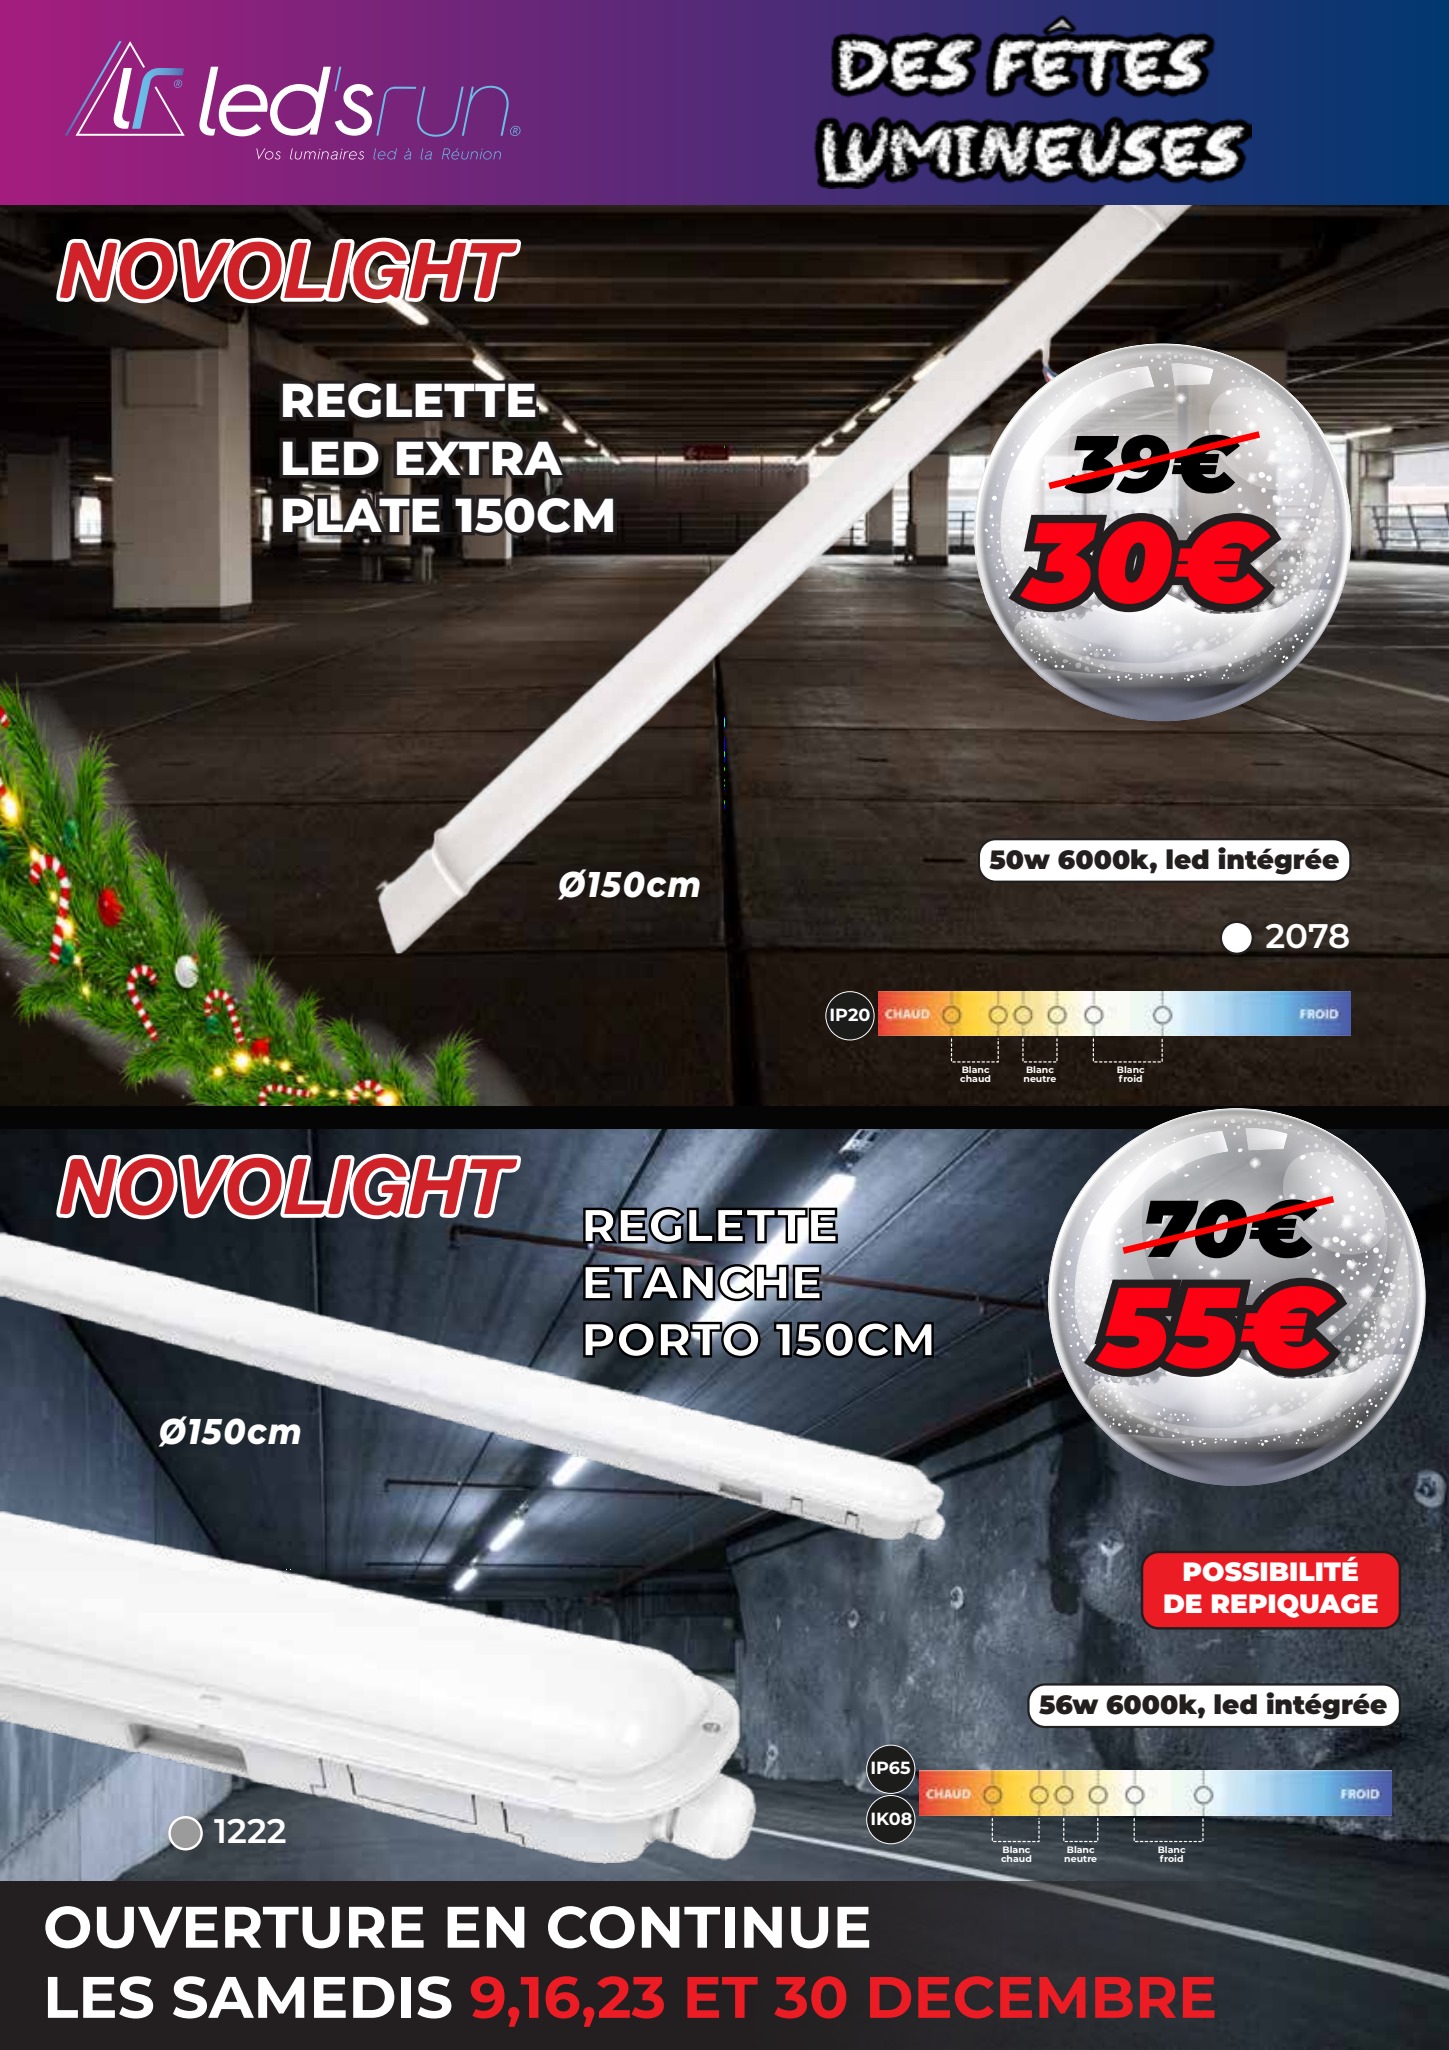 led'srun®
Vos luminaires led à la Réunion
DES FÊTES
LUMINEUSES
NOVOLIGHT
REGLETTE
LED EXTRA
PLATE 150CM
39€
30€
Ø150cm
50w 6000k, led intégrée
2078
IP20
CHAUD
FROID
Blanc
chaud
Blanc
neutre
Blanc
froid
NOVOLIGHT
REGLETTE
ETANCHE
PORTO 150CM
70€
55€
Ø150cm
POSSIBILITÉ
DE REPIQUAGE
56w 6000k, led intégrée
IP65
IK08
CHAUD
FROID
Blanc
chaud
Blanc
neutre
Blanc
froid
1222
OUVERTURE EN CONTINUE
LES SAMEDIS 9,16,23 ET 30 DECEMBRE